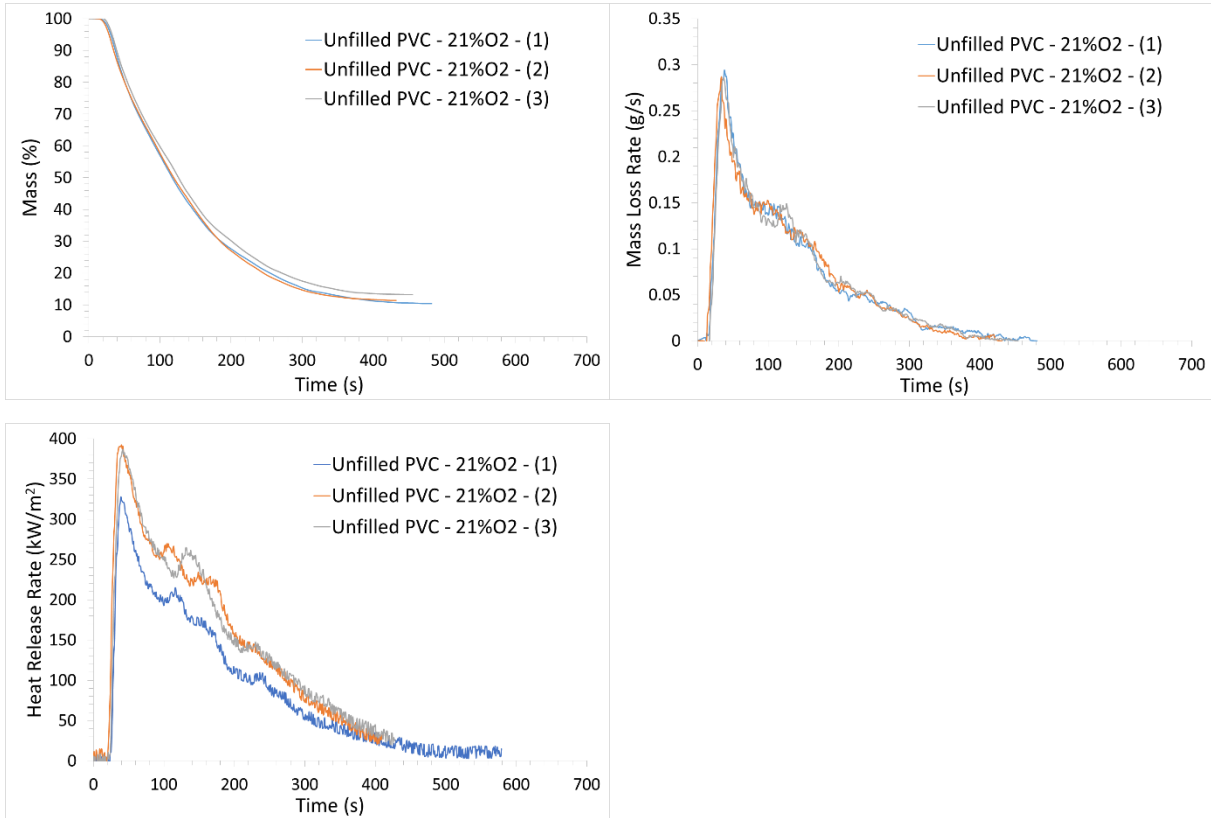 Unfilled PVC - 21%O2 - (1)
Unfilled PVC - 21%O2 - (2)
Unfilled PVC - 21%O2 - (3)
Mass (%)
100
90
80
70
60
50
40
30
20
10
0
0 100 200 300 400 500 600 700
Time (s)
Unfilled PVC - 21%O2 - (1)
Unfilled PVC - 21%O2 - (2)
Unfilled PVC - 21%O2 - (3)
Mass Loss Rate (g/s)
0.3
0.25
0.2
0.15
0.1
0.05
0
0 100 200 300 400 500 600 700
Time (s)
Unfilled PVC - 21%O2 - (1)
Unfilled PVC - 21%O2 - (2)
Unfilled PVC - 21%O2 - (3)
Heat Release Rate (kW/m²)
400
350
300
250
200
150
100
50
0
0 100 200 300 400 500 600 700
Time (s)